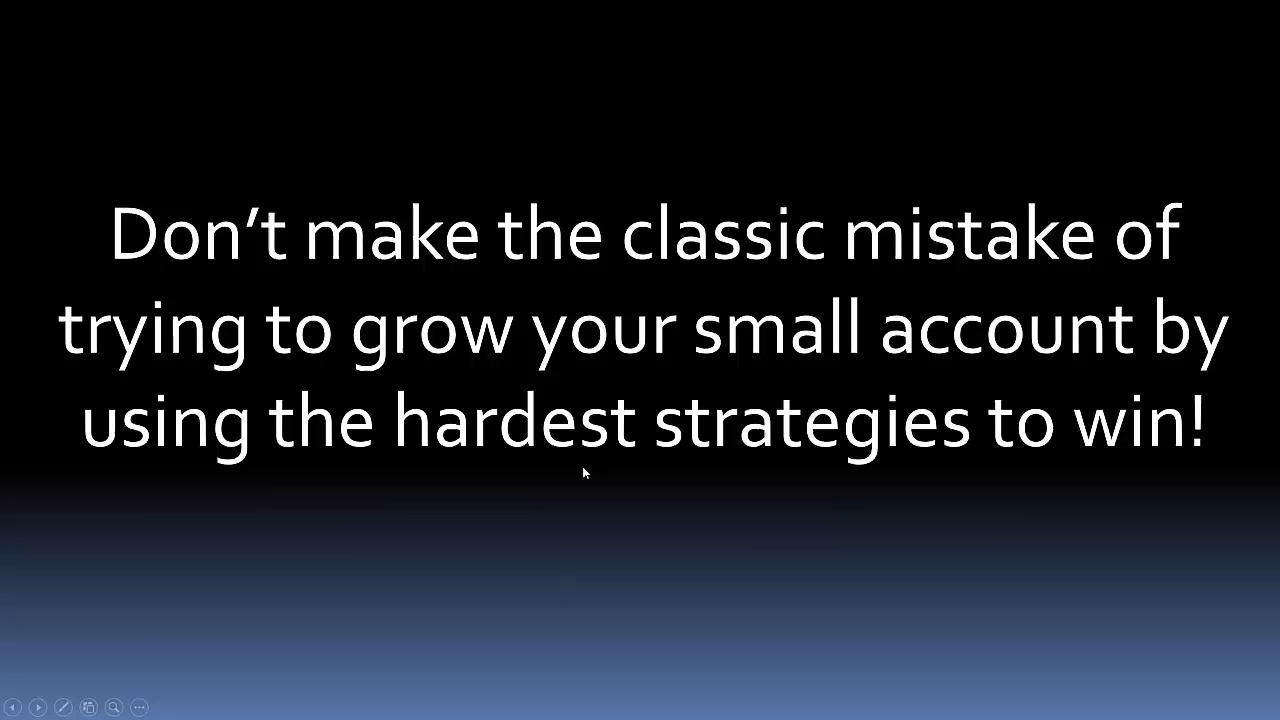 Don’t make the classic mistake of
trying to grow your small account by
using the hardest strategies to win!